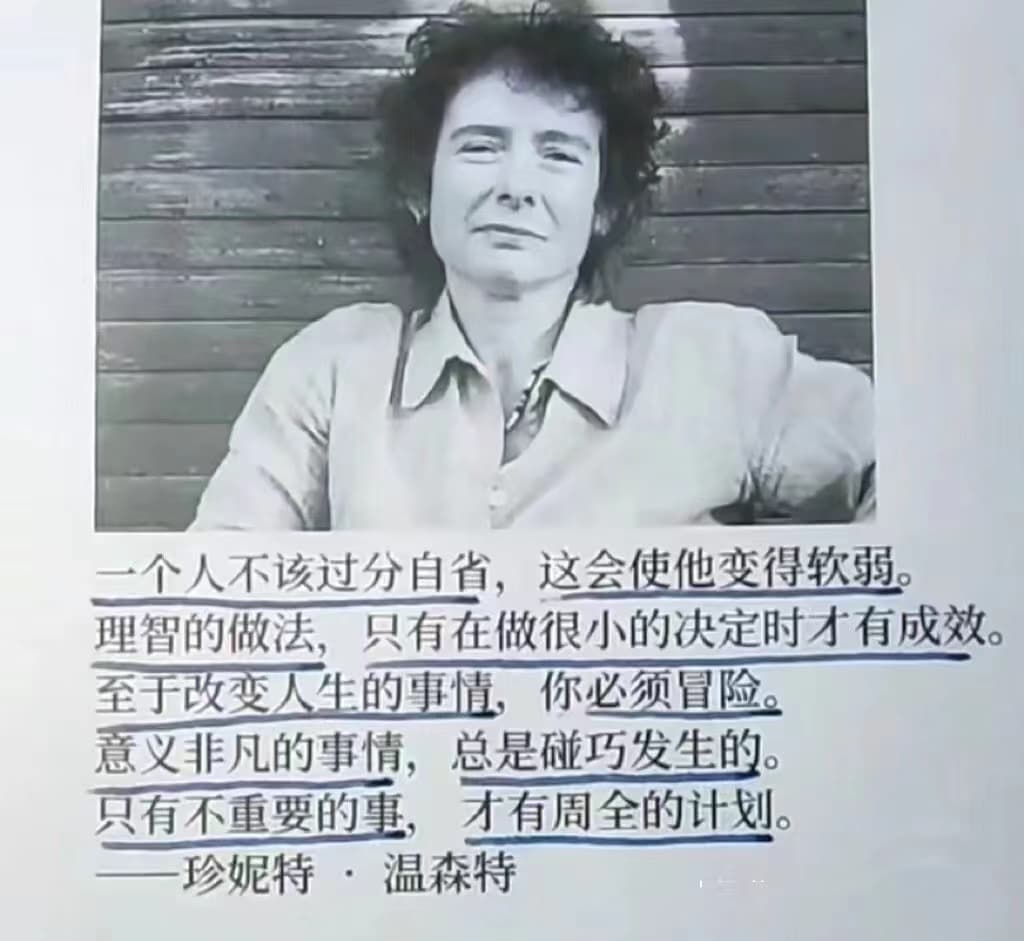 一个人不该过分自省，这会使他变得软弱。
理智的做法，只有在做很小的决定时才有成效。
至于改变人生的事情，你必须冒险。
意义非凡的事情，总是碰巧发生的。
只有不重要的事，才有周全的计划。
——珍妮特 · 温森特